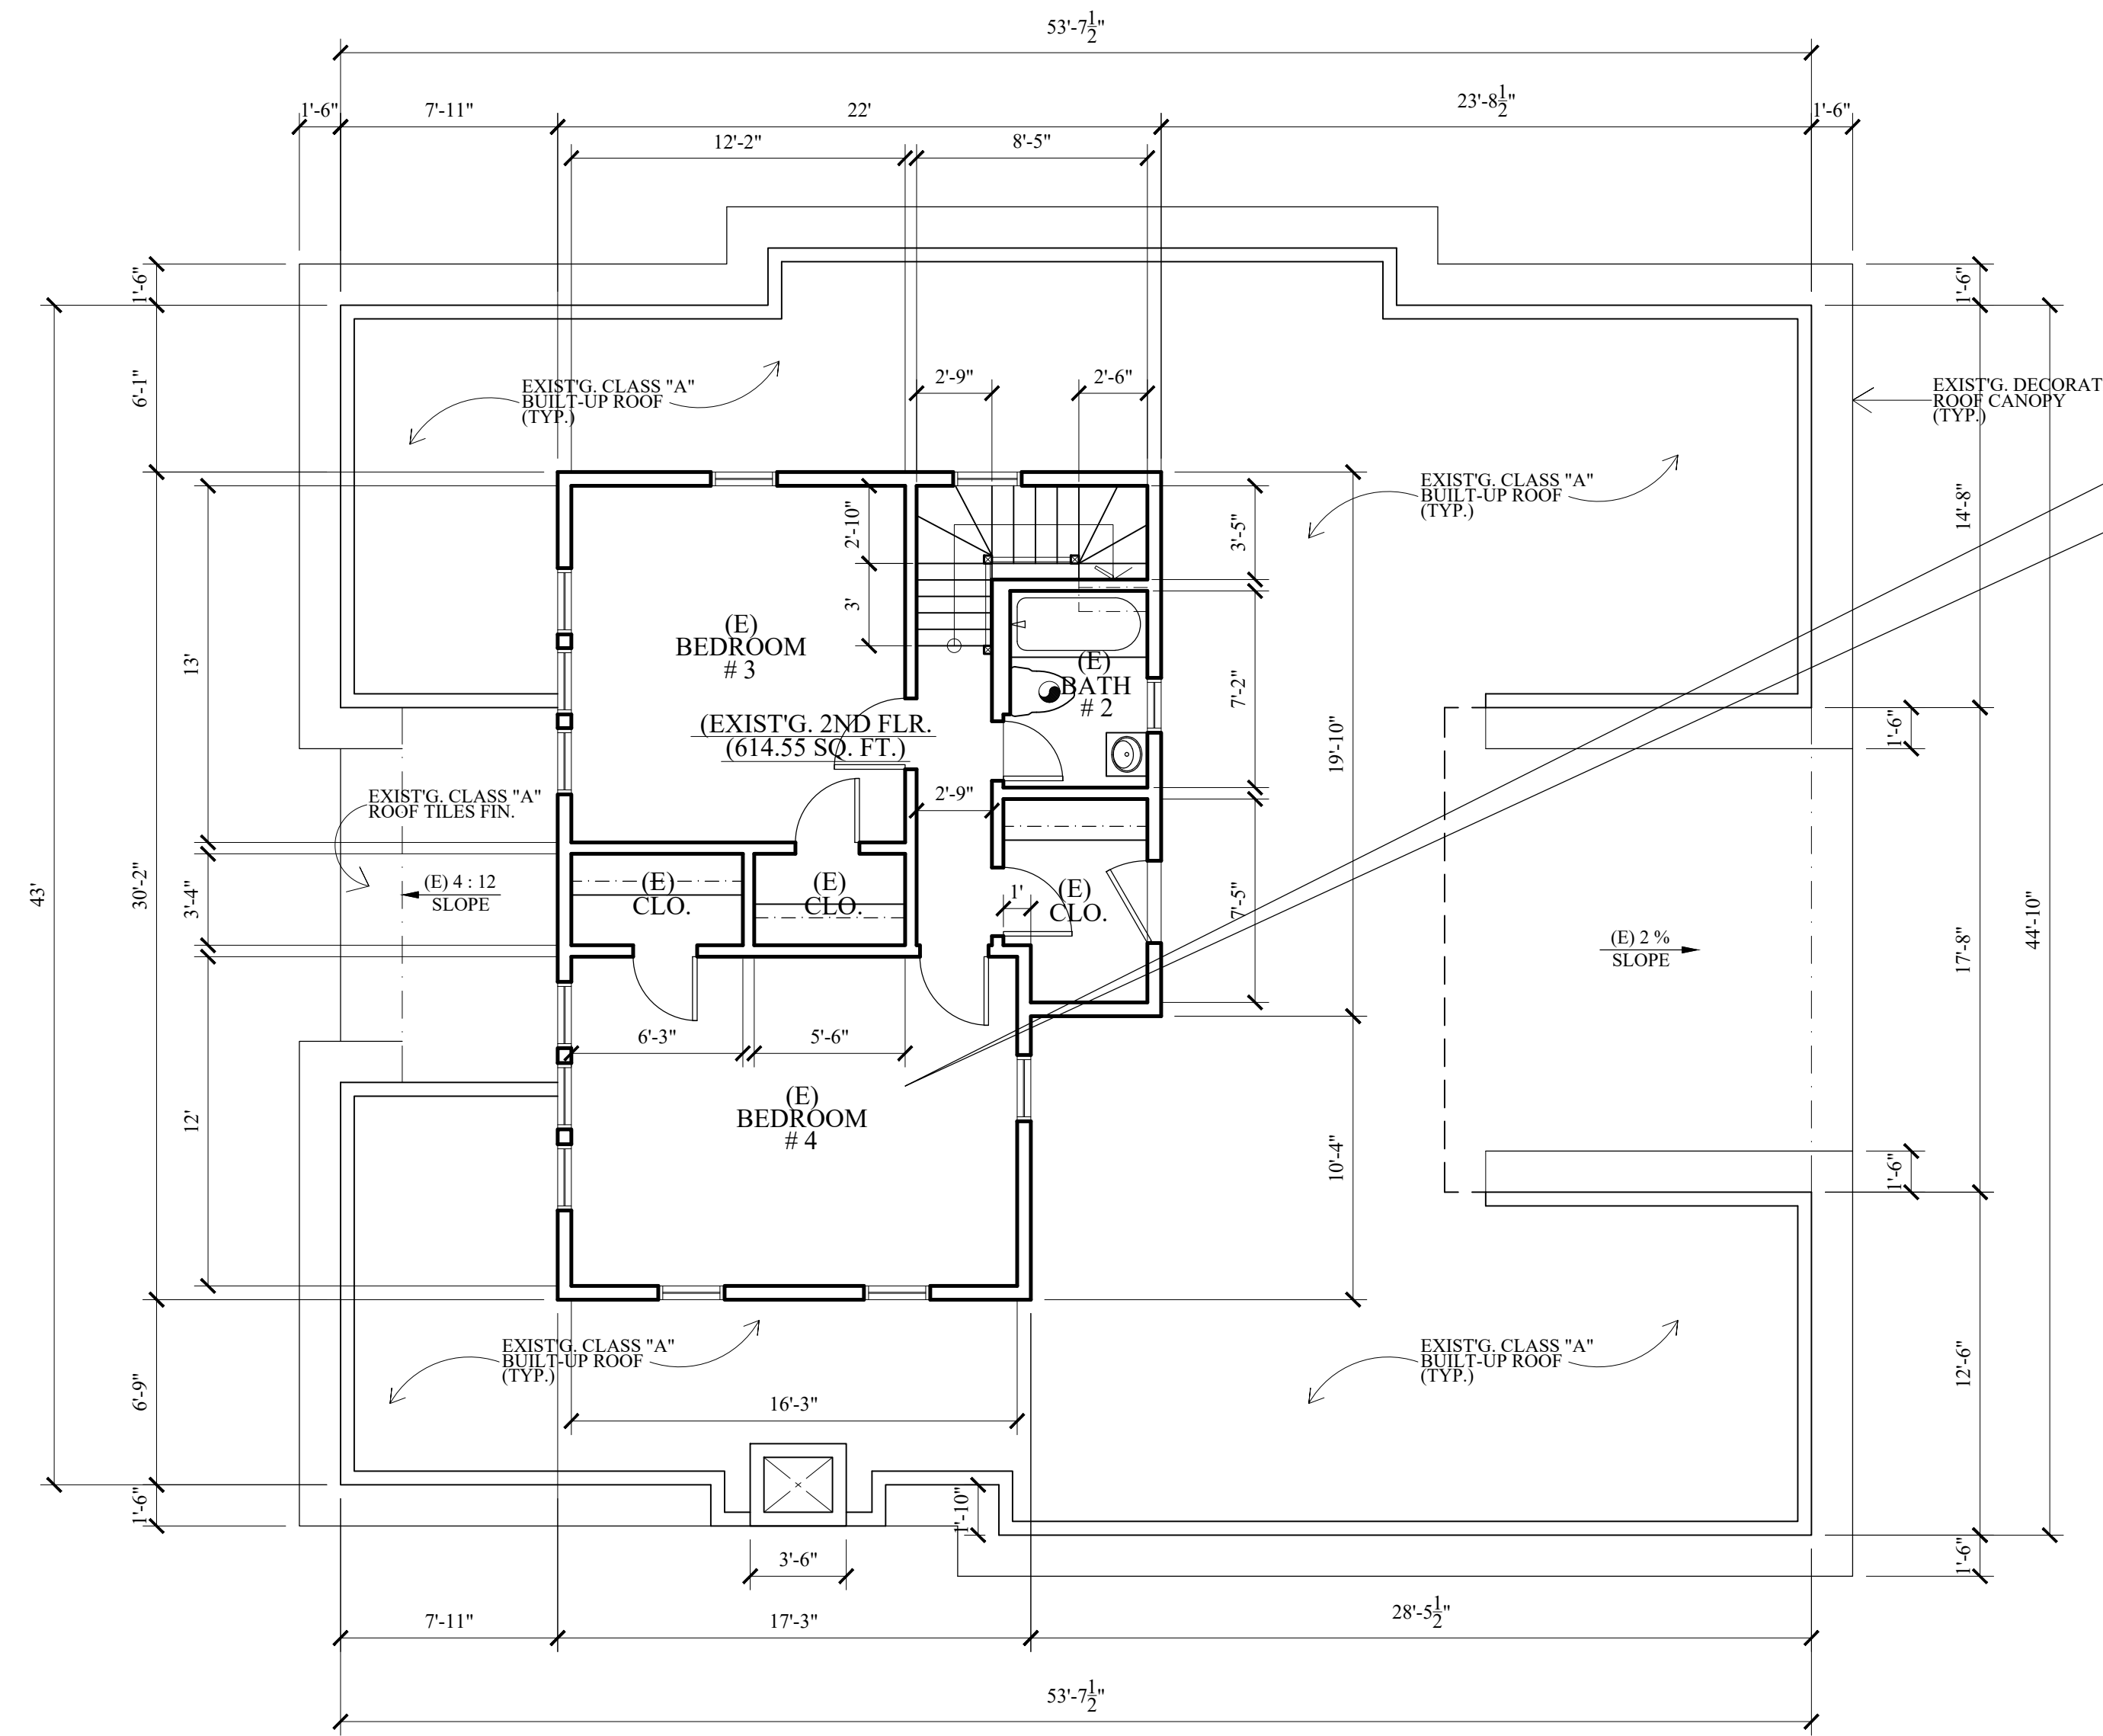 53'-7 1/2"
1'-6"
7'-11"
22'
23'-8 1/2"
1'-6"
12'-2"
8'-5"
1'-6"
1'-6"
6'-1"
EXIST'G. CLASS "A"
BUILT-UP ROOF
(TYP.)
2'-9"
2'-6"
EXIST'G. DECORAT
ROOF CANOPY
(TYP.)
EXIST'G. CLASS "A"
BUILT-UP ROOF
(TYP.)
14'-8"
2'-10"
3'-5"
3'
13'
(E)
BEDROOM
# 3
(E)
BATH
# 2
7'-2"
(EXIST'G. 2ND FLR.
(614.55 SQ. FT.)
19'-10"
1'-6"
EXIST'G. CLASS "A"
ROOF TILES FIN.
2'-9"
43'
30'-2"
3'-4"
(E) 4 : 12
SLOPE
(E)
CLO.
(E)
CLO.
1'
(E)
CLO.
7'-5"
(E) 2 %
SLOPE
17'-8"
44'-10"
6'-3"
5'-6"
12'
(E)
BEDROOM
# 4
10'-4"
1'-6"
EXIST'G. CLASS "A"
BUILT-UP ROOF
(TYP.)
EXIST'G. CLASS "A"
BUILT-UP ROOF
(TYP.)
6'-9"
12'-6"
16'-3"
1'-6"
1'-10"
3'-6"
1'-6"
7'-11"
17'-3"
28'-5 1/2"
53'-7 1/2"